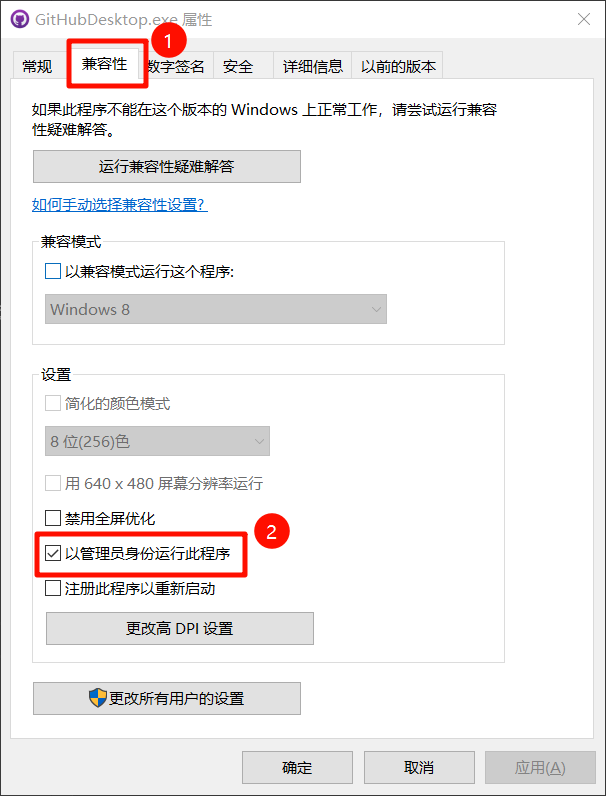 GitHubDesktop.exe 属性
1
常规 兼容性 数字签名 安全 详细信息 以前的版本
如果此程序不能在这个版本的 Windows 上正常工作，请尝试运行兼容
性疑难解答。
运行兼容性疑难解答
如何手动选择兼容性设置?
兼容模式
以兼容模式运行这个程序:
Windows 8
设置
简化的颜色模式
8 位(256)色
用 640 x 480 屏幕分辨率运行
禁用全屏优化
2
以管理员身份运行此程序
注册此程序以重新启动
更改高 DPI 设置
更改所有用户的设置
确定 取消 应用(A)